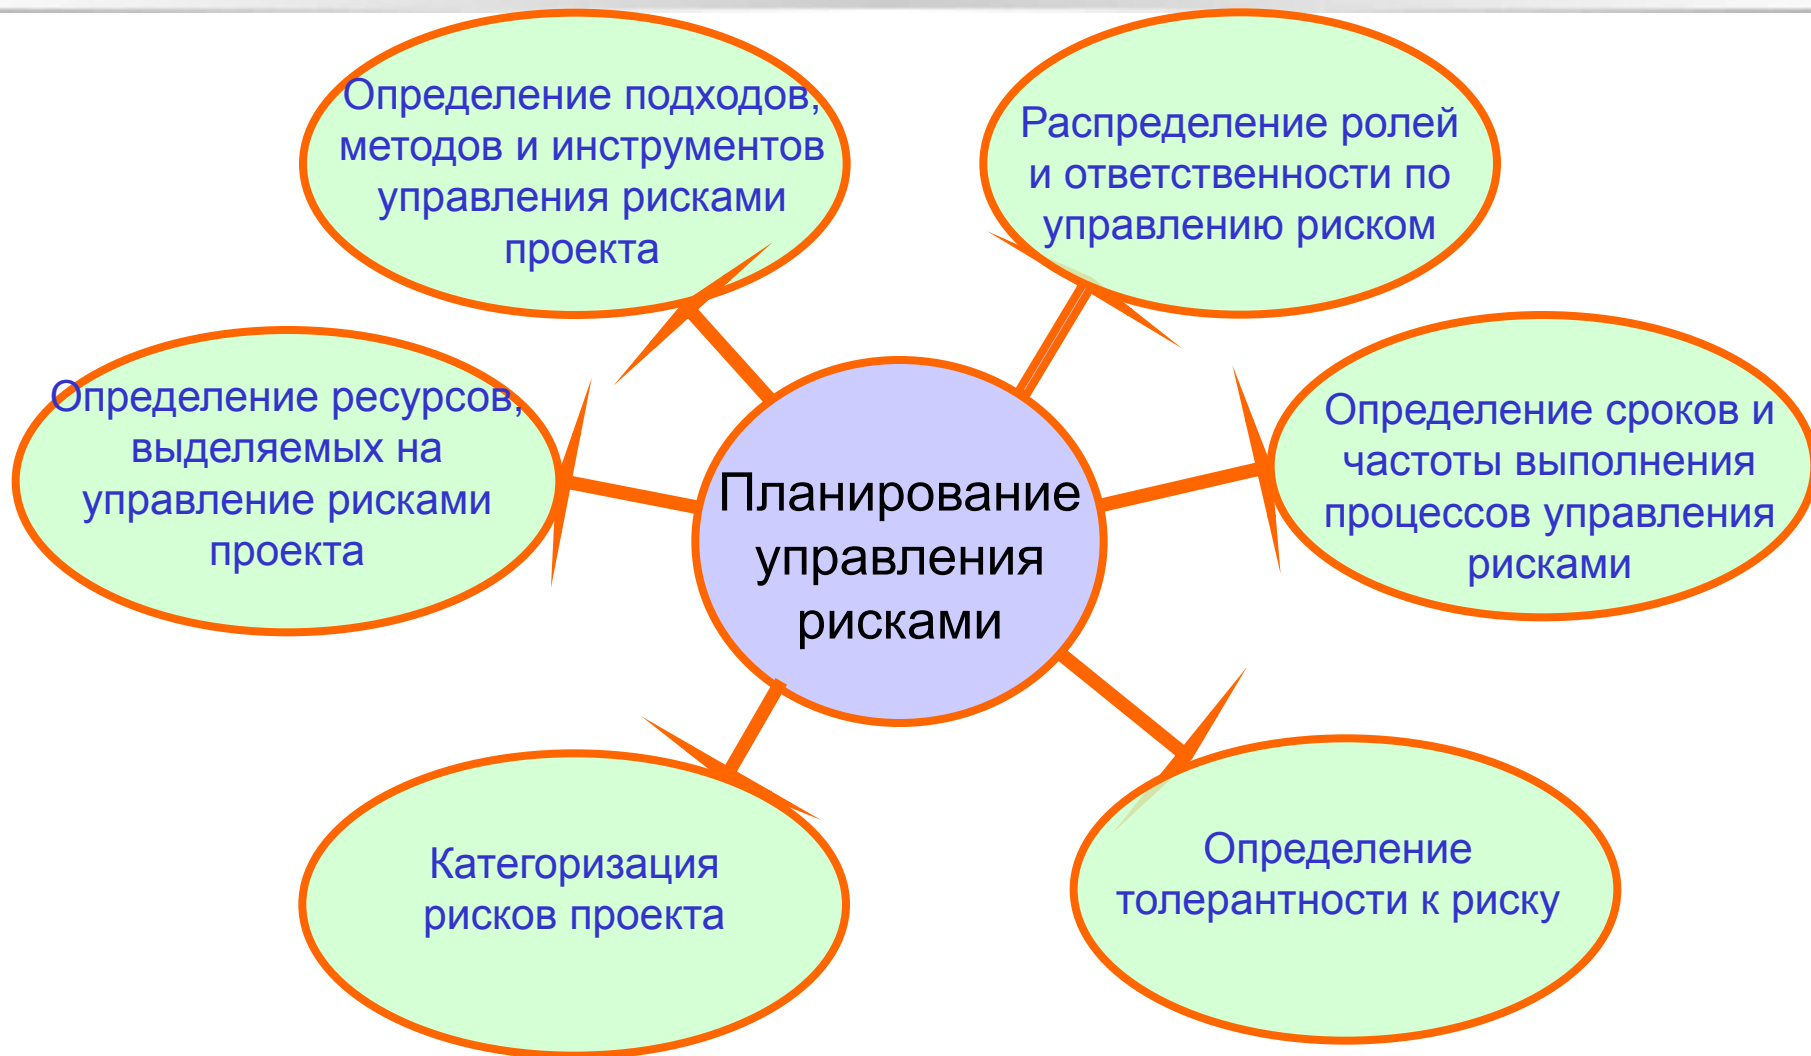 Определение подходов,
методов и инструментов
управления рисками
проекта
Распределение ролей
и ответственности по
управлению риском
Определение ресурсов,
выделяемых на
управление рисками
проекта
Определение сроков и
частоты выполнения
процессов управления
рисками
Планирование
управления
рисками
Категоризация
рисков проекта
Определение
толерантности к риску